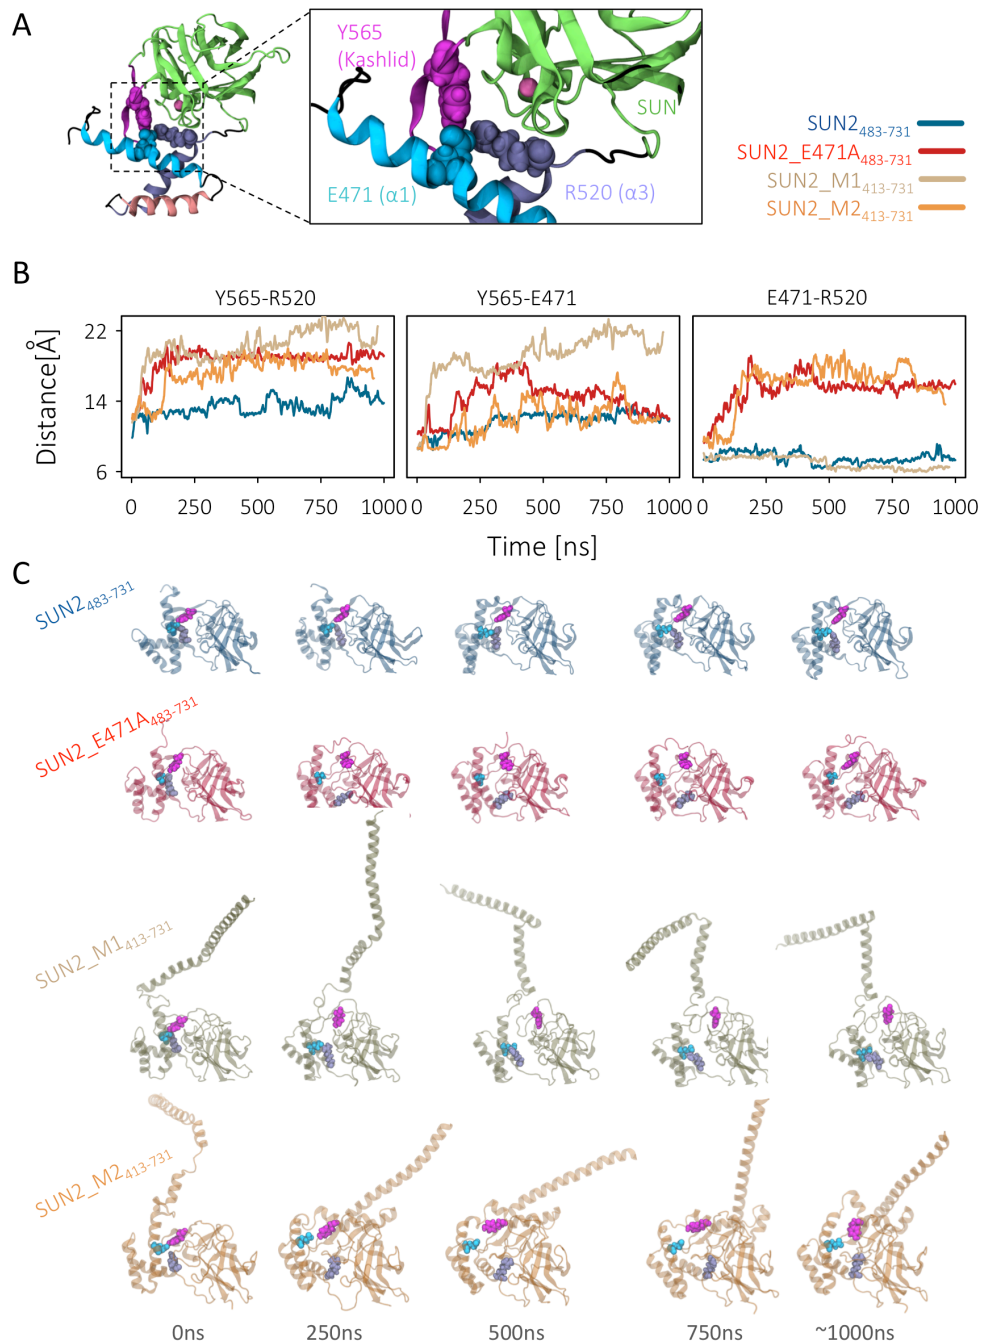 A
Y565
(Kashlid)
SUN
E471 (α1)
R520 (α3)
SUN2483-731
SUN2_E471A483-731
SUN2_M1413-731
SUN2_M2413-731
B
Y565-R520
Y565-E471
E471-R520
Distance[Å]
22
14
6
0 250 500 750 1000
0 250 500 750 1000
0 250 500 750 1000
Time [ns]
C
SUN2483-731
SUN2_E471A483-731
SUN2_M1413-731
SUN2_M2413-731
0ns 250ns 500ns 750ns ~1000ns